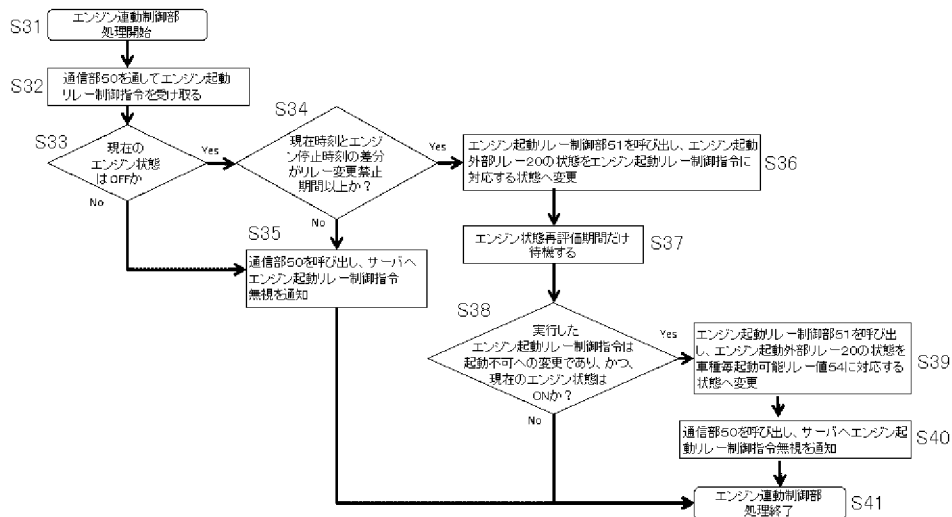 S31
エンジン連動制御部
処理開始
S32
通信部50を通してエンジン起動
リレー制御指令を受け取る
S33
現在の
エンジン状態
はOFFか
Yes
No
S34
現在時刻とエンジ
ン停止時刻の差分
がリレー変更禁止
期間以上か?
Yes
No
S35
通信部50を呼び出し、サーバへ
エンジン起動リレー制御指令
無視を通知
エンジン起動リレー制御部51を呼び出し、エンジン起動
外部リレー20の状態をエンジン起動リレー制御指令に
対応する状態へ変更
S36
エンジン状態再評価期間だけ
待機する
S37
S38
実行した
エンジン起動リレー制御指令は
起動不可への変更であり、かつ、
現在のエンジン状態は
ONか?
Yes
No
エンジン起動リレー制御部51を呼び出
し、エンジン起動外部リレー20の状態を
車種毎起動可能リレー値54に対応する
状態へ変更
S39
通信部50を呼び出し、サーバへエンジン起
動リレー制御指令無視を通知
S40
エンジン連動制御部
処理終了
S41